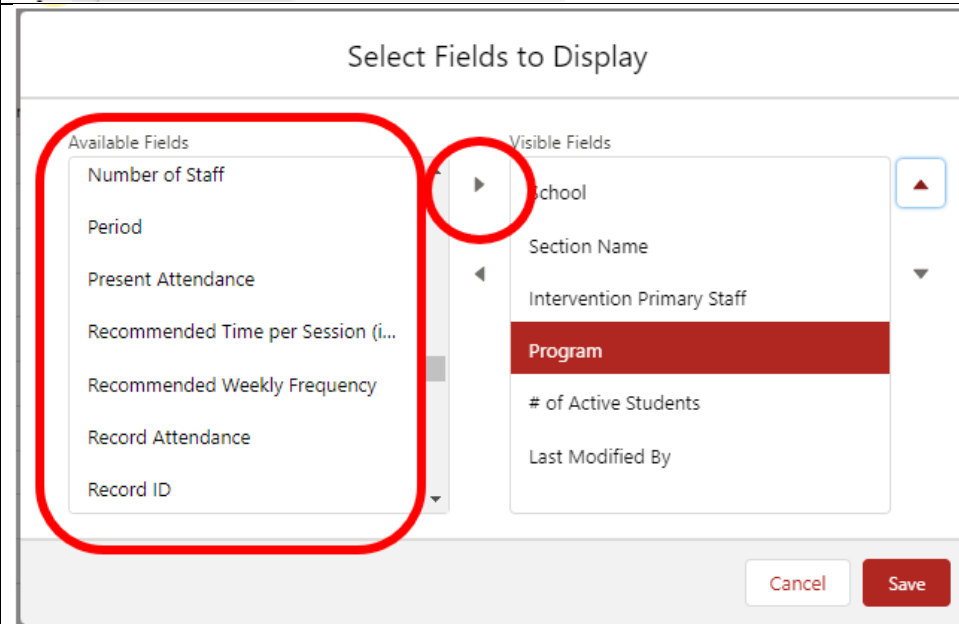 Select Fields to Display
Available Fields
Number of Staff
Period
Present Attendance
Recommended Time per Session (i...
Recommended Weekly Frequency
Record Attendance
Record ID
Visible Fields
School
Section Name
Intervention Primary Staff
Program
# of Active Students
Last Modified By
Cancel
Save